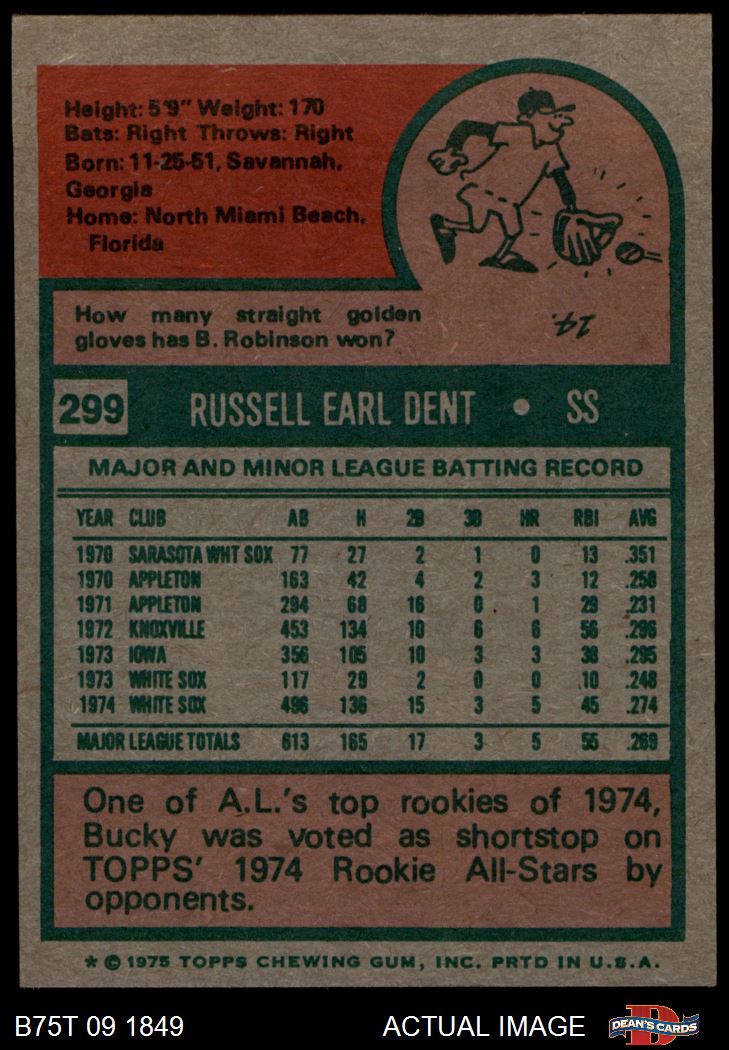 Height: 5'9" Weight: 170
Bats: Right Throws: Right
Born: 11-25-51, Savannah,
Georgia
Home: North Miami Beach,
Florida
How many straight golden
gloves has B. Robinson won?
14.
299 RUSSELL EARL DENT • SS
MAJOR AND MINOR LEAGUE BATTING RECORD
YEAR CLUB AB H 2B 3B HR RBI AVG
1970 SARASOTA WHT SOX 77 27 2 1 0 13 .351
1970 APPLETON 163 42 4 2 3 12 .258
1971 APPLETON 294 68 16 0 1 29 .231
1972 KNOXVILLE 453 134 10 6 6 56 .296
1973 IOWA 356 105 10 3 3 38 .295
1973 WHITE SOX 117 29 2 0 0 10 .248
1974 WHITE SOX 496 136 15 3 5 45 .274
MAJOR LEAGUE TOTALS 613 165 17 3 5 55 .269
One of A.L.'s top rookies of 1974,
Bucky was voted as shortstop on
TOPPS' 1974 Rookie All-Stars by
opponents.
* © 1975 TOPPS CHEWING GUM, INC. PRTD IN U.S.A.
B75T 09 1849 ACTUAL IMAGE D DEAN'S CARDS